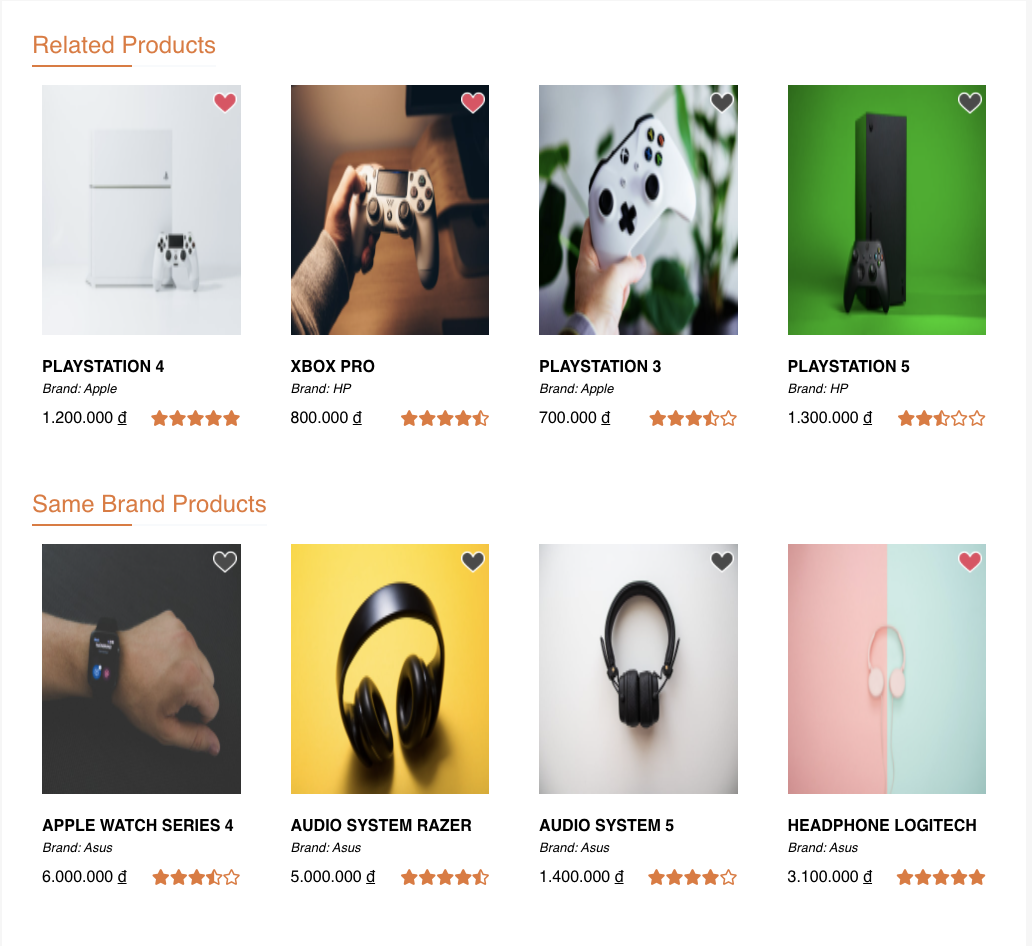 Related Products
PLAYSTATION 4
Brand: Apple
1.200.000 ₫
XBOX PRO
Brand: HP
800.000 ₫
PLAYSTATION 3
Brand: Apple
700.000 ₫
PLAYSTATION 5
Brand: HP
1.300.000 ₫
Same Brand Products
APPLE WATCH SERIES 4
Brand: Asus
6.000.000 ₫
AUDIO SYSTEM RAZER
Brand: Asus
5.000.000 ₫
AUDIO SYSTEM 5
Brand: Asus
1.400.000 ₫
HEADPHONE LOGITECH
Brand: Asus
3.100.000 ₫